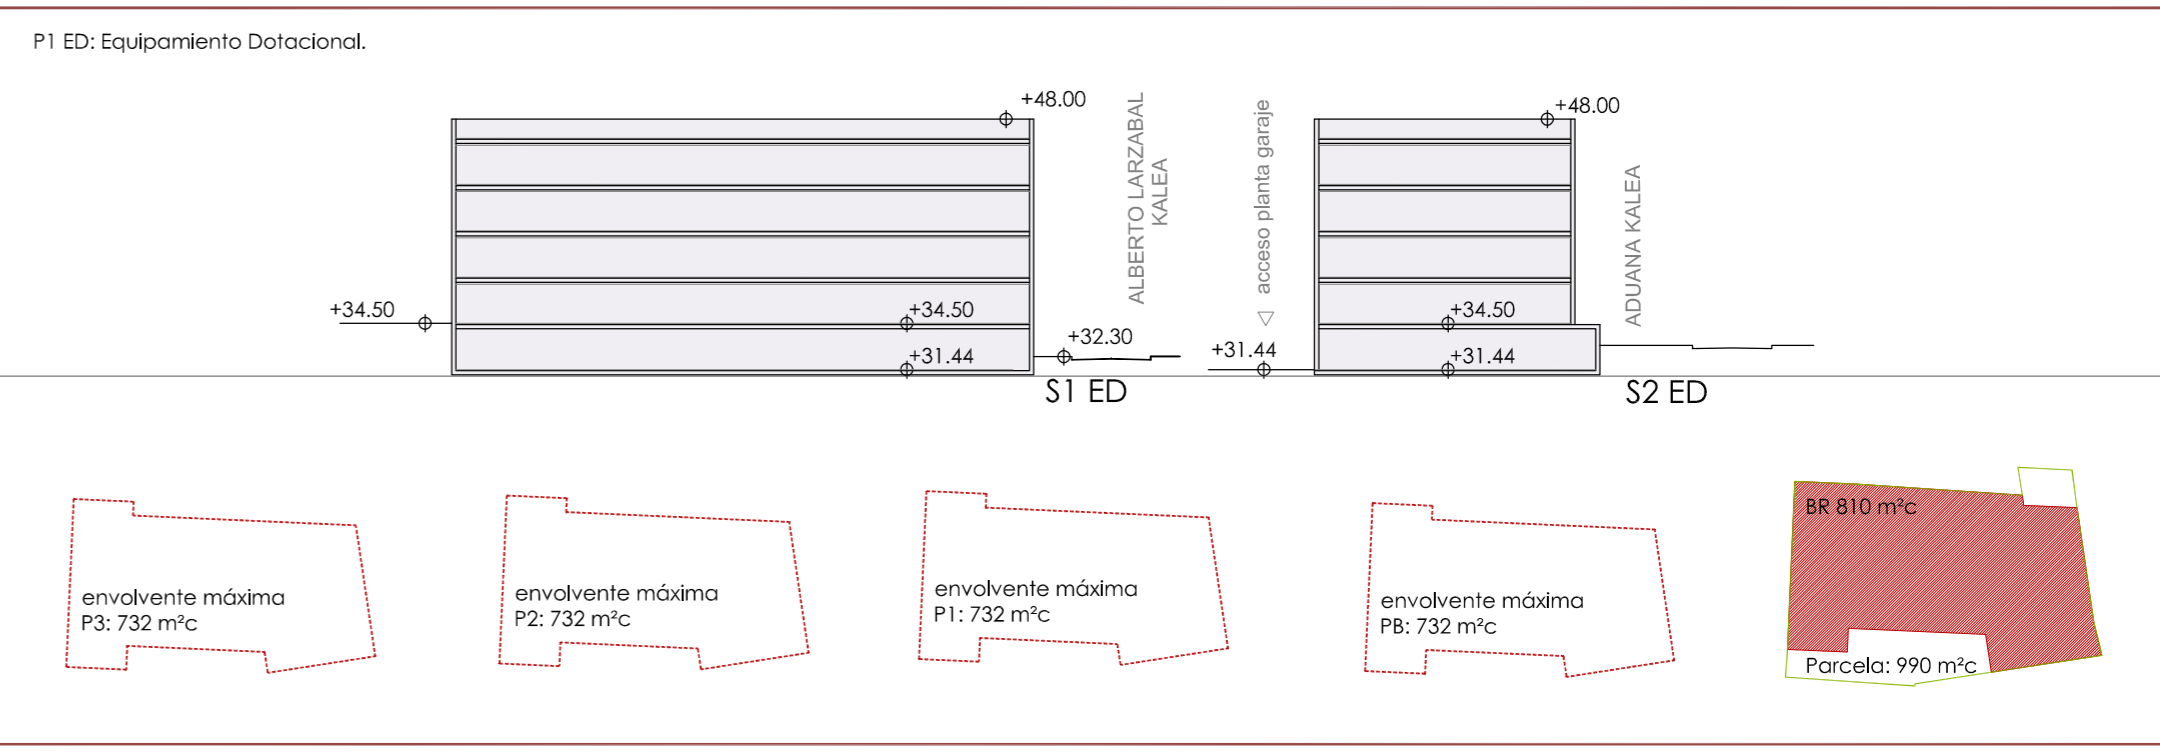 P1 ED: Equipamiento Dotacional.
+48.00
ALBERTO LARZABAL
KALEA
acceso planta garaje
+48.00
ADUANA KALEA
+34.50
+34.50
+34.50
+32.30
+31.44
+31.44
+31.44
S1 ED
S2 ED
envolvente máxima
P3: 732 m²c
envolvente máxima
P2: 732 m²c
envolvente máxima
P1: 732 m²c
envolvente máxima
PB: 732 m²c
BR 810 m²c
Parcela: 990 m²c